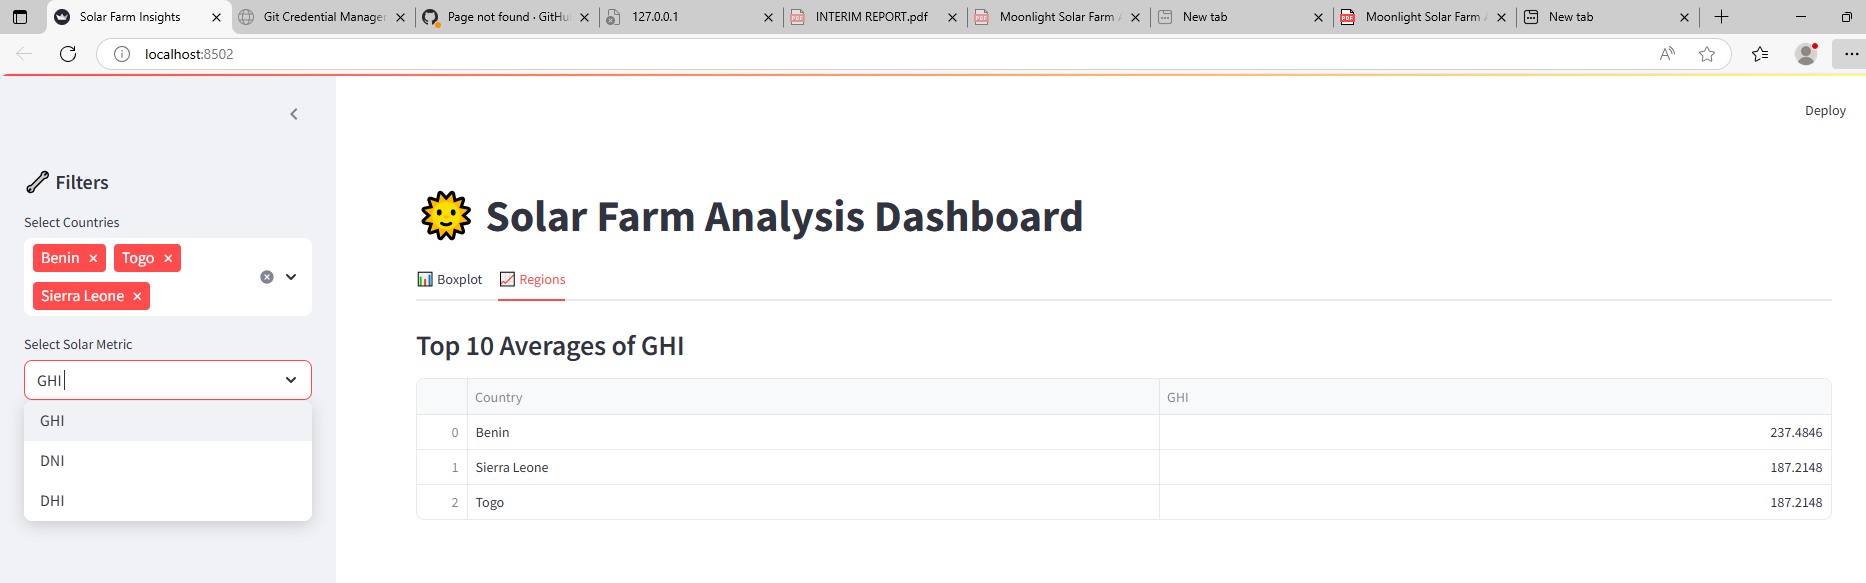 Solar Farm Insights
Git Credential Manager
Page not found · GitHu
127.0.0.1
INTERIM REPORT.pdf
Moonlight Solar Farm
New tab
Moonlight Solar Farm
New tab
localhost:8502
Deploy
Filters
Select Countries
Benin
Togo
Sierra Leone
Select Solar Metric
GHI
GHI
DNI
DHI
Solar Farm Analysis Dashboard
Boxplot Regions
Top 10 Averages of GHI
Country GHI
0 Benin 237.4846
1 Sierra Leone 187.2148
2 Togo 187.2148